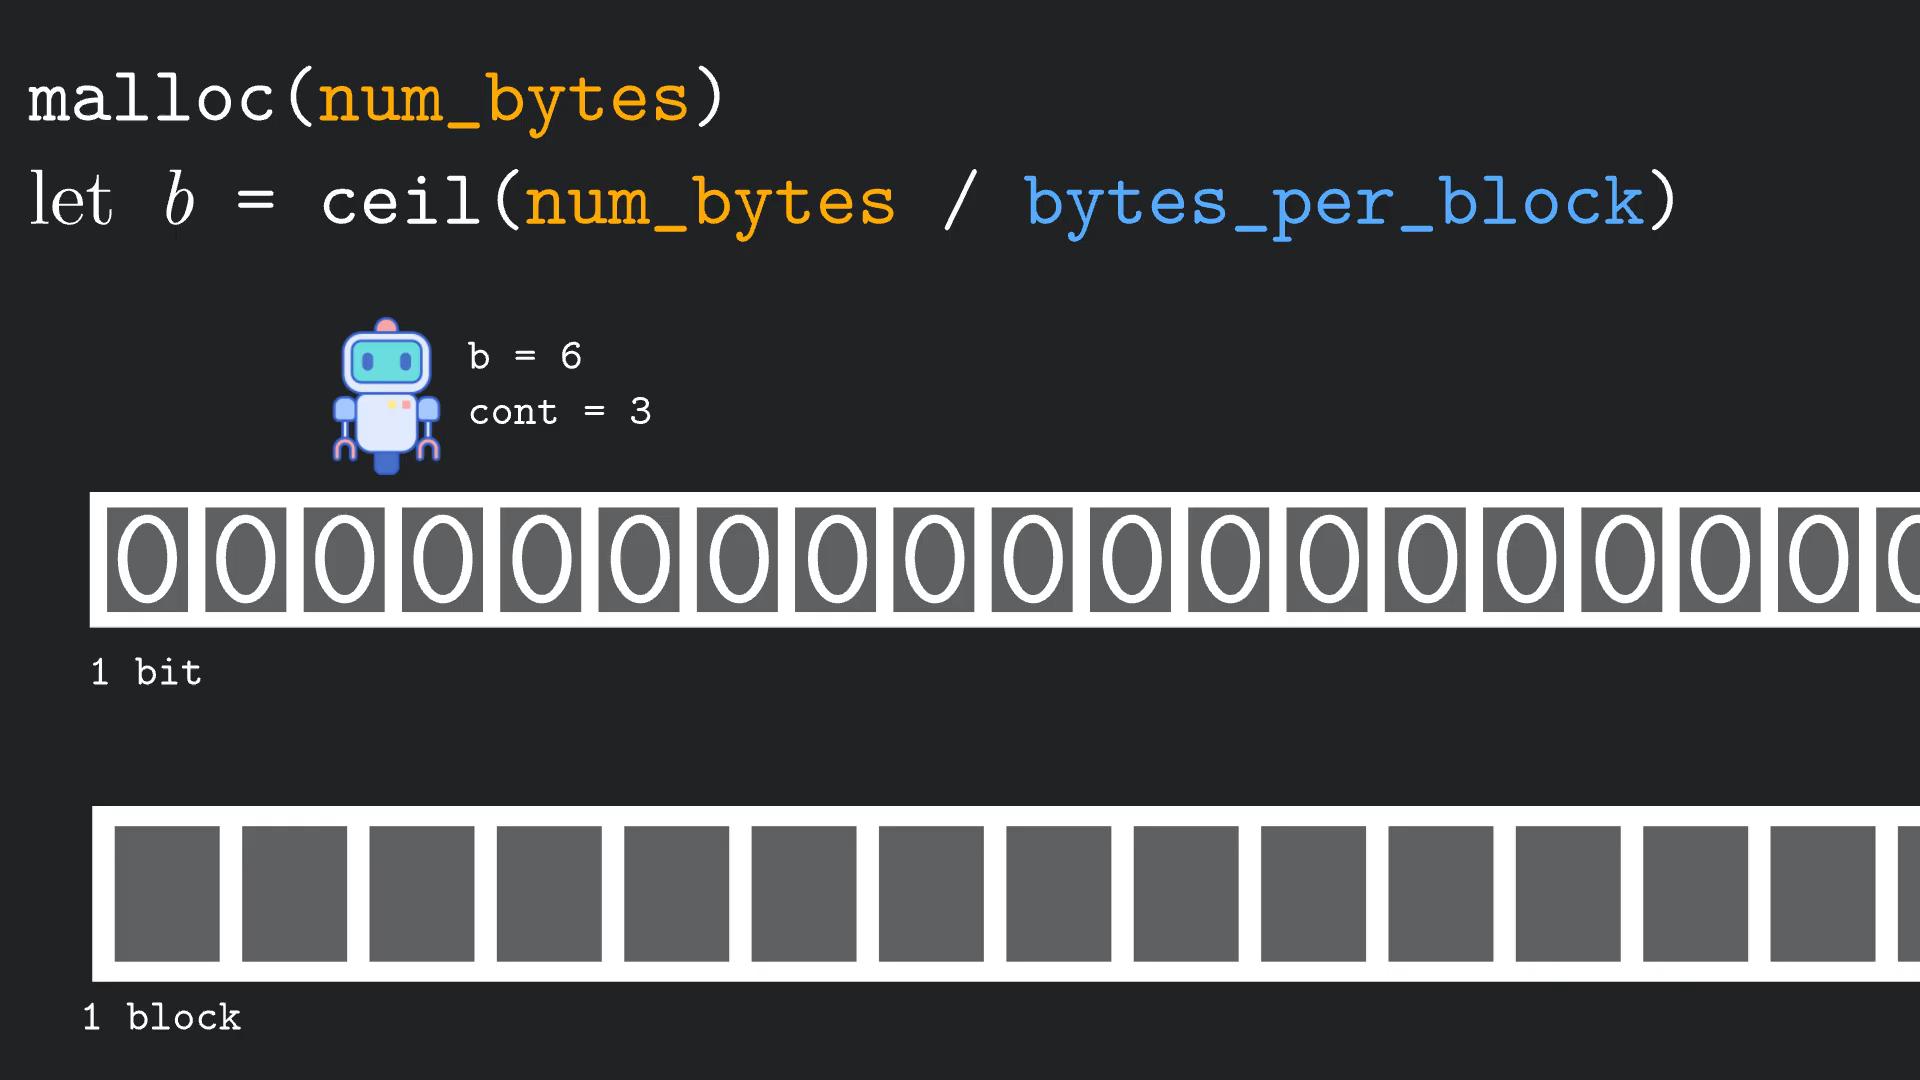 malloc(num_bytes)
let b = ceil(num_bytes / bytes_per_block)
b = 6
cont = 3
0 0 0 0 0 0 0 0 0 0 0 0 0 0 0 0 0 0 0
1 bit
1 block